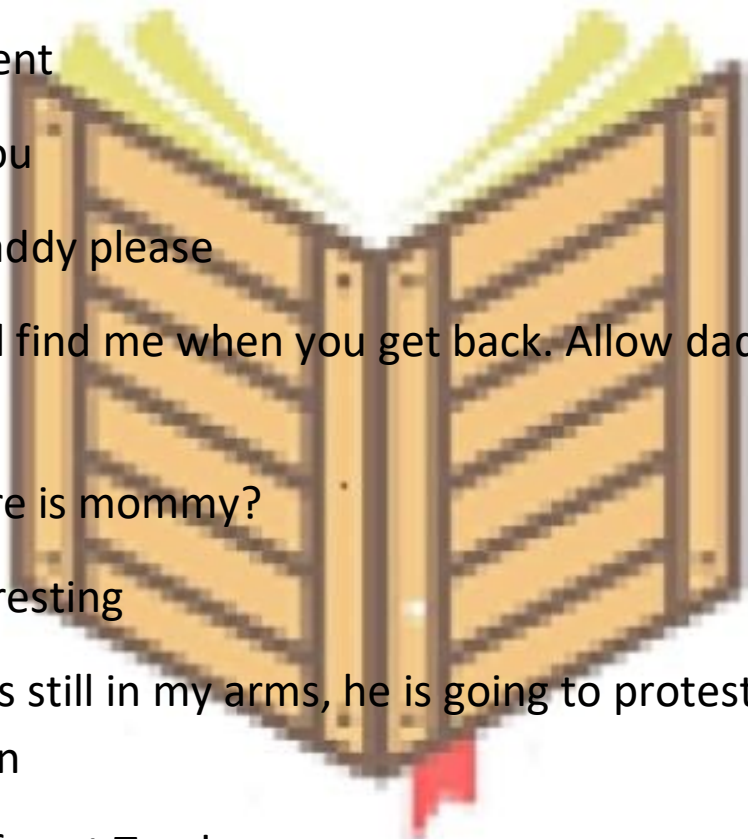 ent
ou
addy please
l find me when you get back. Allow dad
re is mommy?
resting
s still in my arms, he is going to protest
n